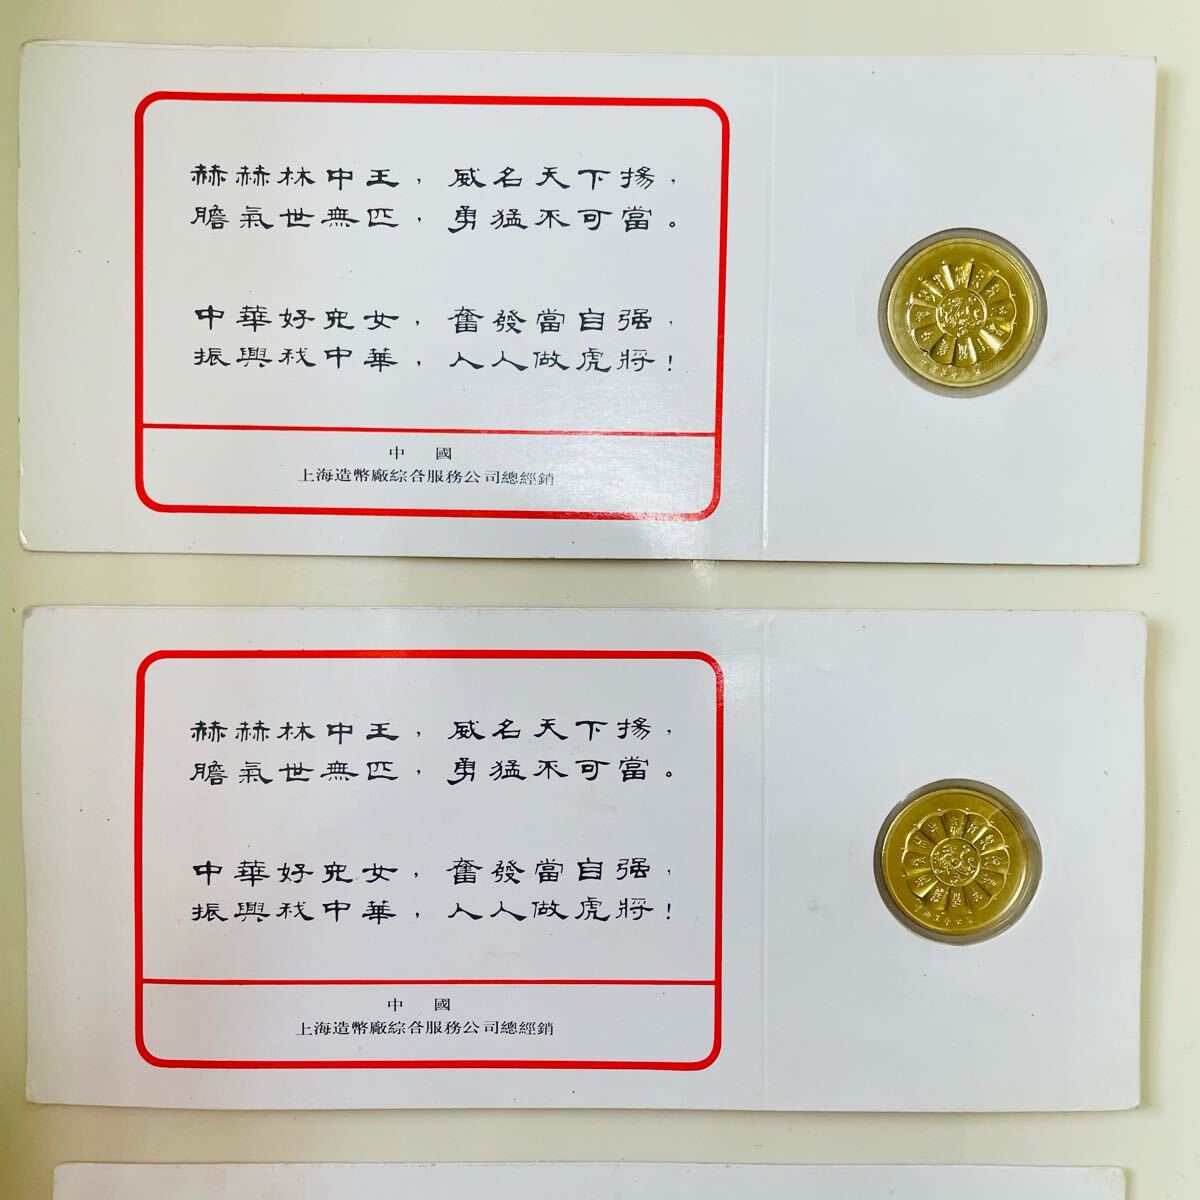 赫赫林中王，威名天下揚，
膽氣世無匹，勇猛不可當。
中華好兒女，奮發當自强，
振興我中華，人人做虎將！
中國
上海造幣廠綜合服務公司總經銷
赫赫林中王，威名天下揚，
膽氣世無匹，勇猛不可當。
中華好兒女，奮發當自强，
振興我中華，人人做虎將！
中國
上海造幣廠綜合服務公司總經銷